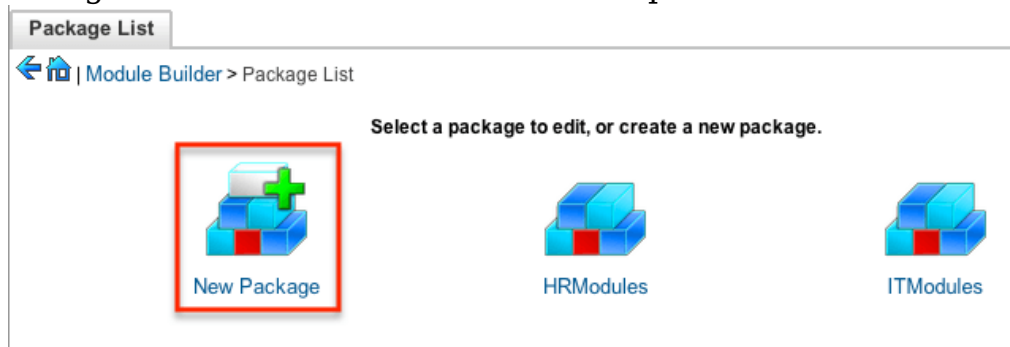 Package List
| Module Builder > Package List
Select a package to edit, or create a new package.
New Package
HRModules
ITModules